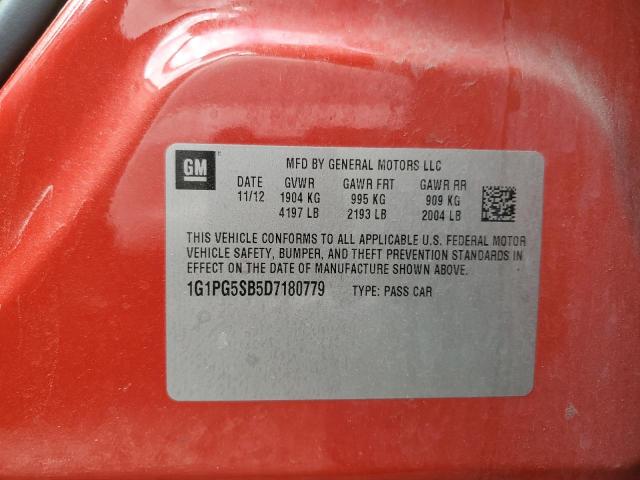 GM
MFD BY GENERAL MOTORS LLC
DATE GVWR GAWR FRT GAWR RR
11/12 1904 KG 995 KG 909 KG
4197 LB 2193 LB 2004 LB
THIS VEHICLE CONFORMS TO ALL APPLICABLE U.S. FEDERAL MOTOR
VEHICLE SAFETY, BUMPER, AND THEFT PREVENTION STANDARDS IN
EFFECT ON THE DATE OF MANUFACTURE SHOWN ABOVE.
1G1PG5SB5D7180779 TYPE: PASS CAR